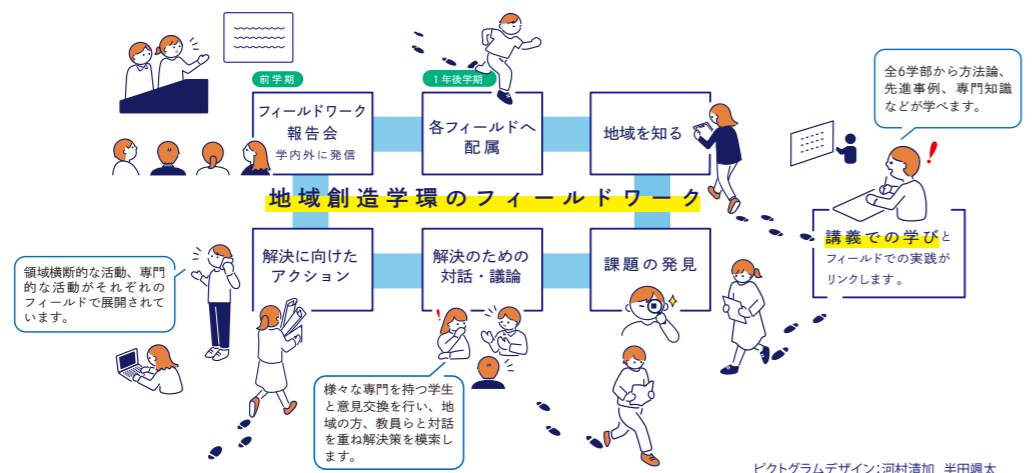 前学期
フィールドワーク
報告会
学内外に発信
1年後学期
各フィールドへ
配属
地域を知る
全6学部から方法論、
先進事例、専門知識
などが学べます。
地域創造学環のフィールドワーク
講義での学びと
フィールドでの実践が
リンクします。
解決に向けた
アクション
解決のための
対話・議論
課題の発見
領域横断的な活動、専門
的な活動がそれぞれの
フィールドで展開されて
います。
様々な専門を持つ学生
と意見交換を行い、地
域の方、教員らと対話
を重ね解決策を模索し
ます。
ピクトグラムデザイン：河村清加 半田颯太